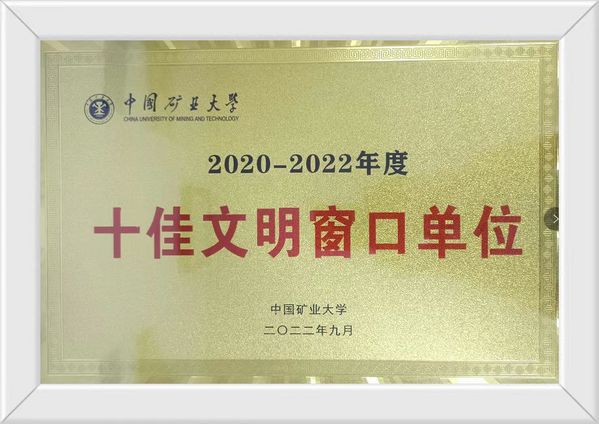 中国矿业大学
CHINA UNIVERSITY OF MINING AND TECHNOLOGY
2020-2022年度
十佳文明窗口单位
中国矿业大学
二〇二二年九月